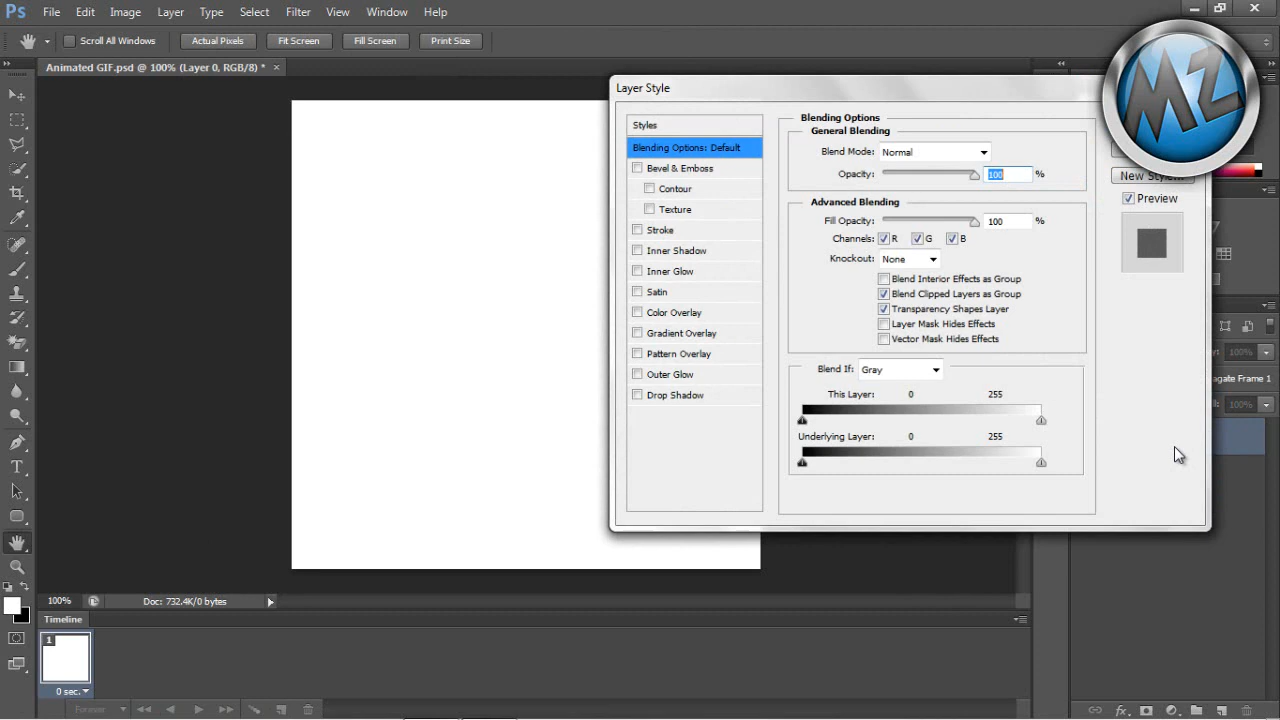 Ps File Edit Image Layer Type Select Filter View Window Help
Scroll All Windows Actual Pixels Fit Screen Fill Screen Print Size
Animated GIF.psd @ 100% (Layer 0, RGB/8) * ×
Layer Style
MZ
Styles
Blending Options: Default
Bevel & Emboss
Contour
Texture
Stroke
Inner Shadow
Inner Glow
Satin
Color Overlay
Gradient Overlay
Pattern Overlay
Outer Glow
Drop Shadow
Blending Options
General Blending
Blend Mode: Normal
Opacity: 100 %
Advanced Blending
Fill Opacity: 100 %
Channels: R G B
Knockout: None
Blend Interior Effects as Group
Blend Clipped Layers as Group
Transparency Shapes Layer
Layer Mask Hides Effects
Vector Mask Hides Effects
Blend If: Gray
This Layer: 0 255
Underlying Layer: 0 255
New Style...
Preview
100%
agate Frame 1
100%
100% Doc: 732.4K/0 bytes
Timeline
1
0 sec.
Forever
fx